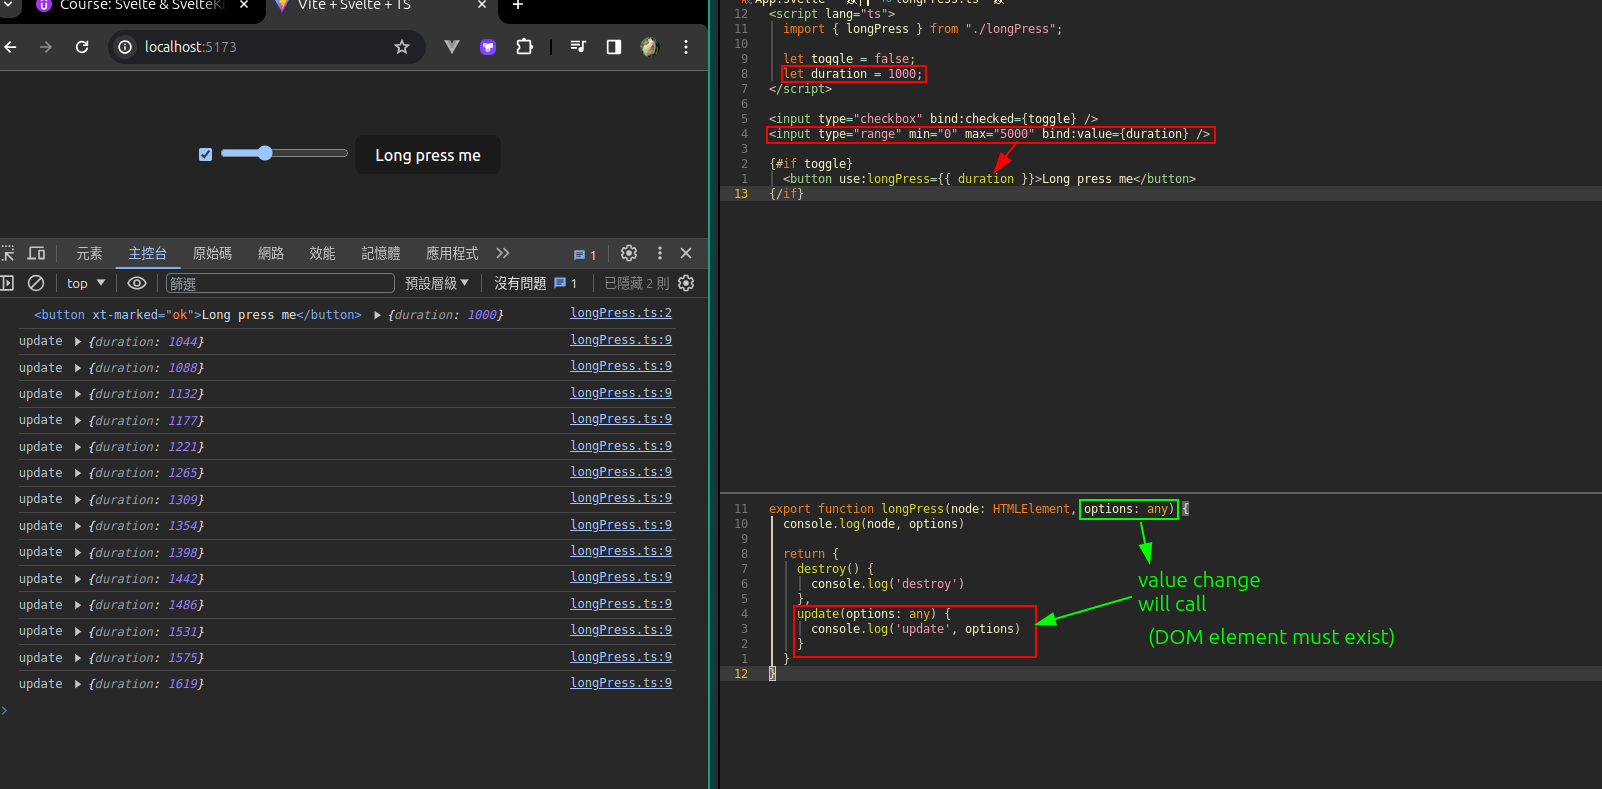 Course: Svelte & SvelteK
Vite + Svelte + TS
localhost:5173
Long press me
元素
主控台
原始碼
網路
效能
記憶體
應用程式
1
top
篩選
預設層級
沒有問題
1
已隱藏 2 則
<button xt-marked="ok">Long press me</button> ▶ {duration: 1000} longPress.ts:2
update ▶ {duration: 1044} longPress.ts:9
update ▶ {duration: 1088} longPress.ts:9
update ▶ {duration: 1132} longPress.ts:9
update ▶ {duration: 1177} longPress.ts:9
update ▶ {duration: 1221} longPress.ts:9
update ▶ {duration: 1265} longPress.ts:9
update ▶ {duration: 1309} longPress.ts:9
update ▶ {duration: 1354} longPress.ts:9
update ▶ {duration: 1398} longPress.ts:9
update ▶ {duration: 1442} longPress.ts:9
update ▶ {duration: 1486} longPress.ts:9
update ▶ {duration: 1531} longPress.ts:9
update ▶ {duration: 1575} longPress.ts:9
update ▶ {duration: 1619} longPress.ts:9
App.svelte longPress.ts
12 <script lang="ts">
11 import { longPress } from "./longPress";
10
9 let toggle = false;
8 let duration = 1000;
7 </script>
6
5 <input type="checkbox" bind:checked={toggle} />
4 <input type="range" min="0" max="5000" bind:value={duration} />
3
2 {#if toggle}
1 <button use:longPress={{ duration }}>Long press me</button>
13 {/if}
11 export function longPress(node: HTMLElement, options: any) {
10 console.log(node, options)
9
8 return {
7 destroy() {
6 console.log('destroy')
5 },
4 update(options: any) {
3 console.log('update', options)
2 }
1 }
12 }
value change
will call
(DOM element must exist)